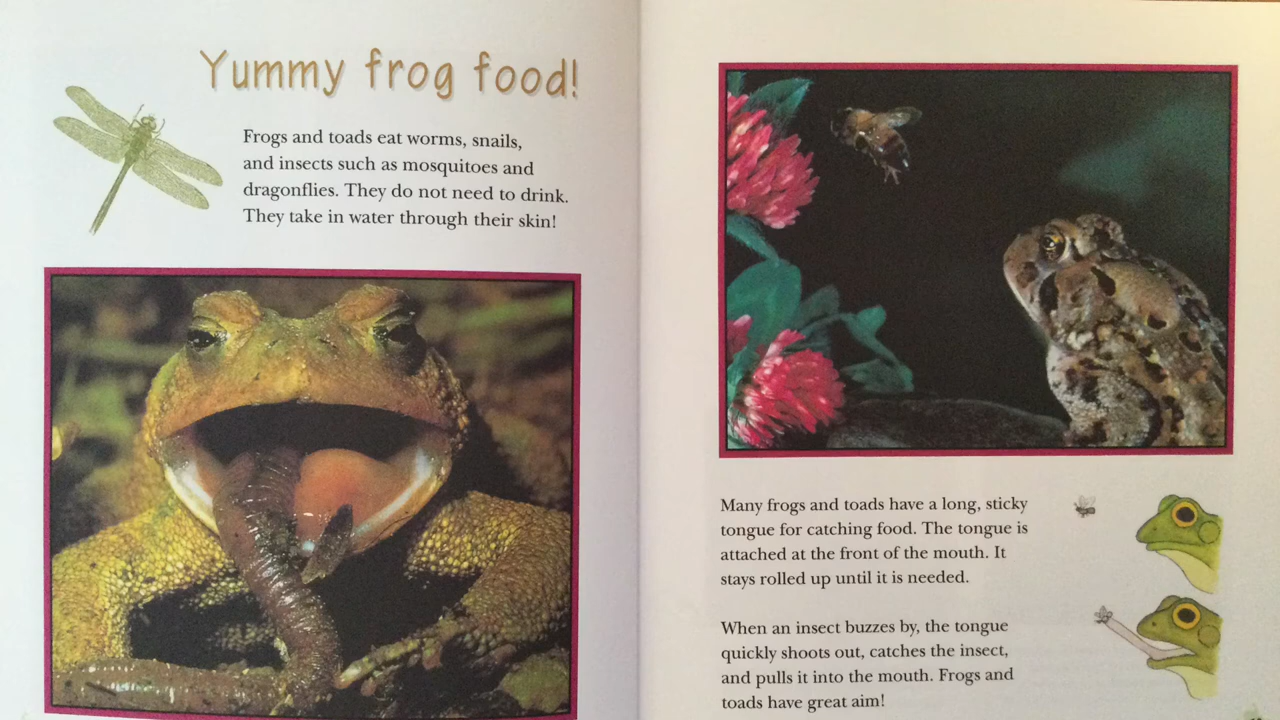 Yummy frog food!
Frogs and toads eat worms, snails,
and insects such as mosquitoes and
dragonflies. They do not need to drink.
They take in water through their skin!
Many frogs and toads have a long, sticky
tongue for catching food. The tongue is
attached at the front of the mouth. It
stays rolled up until it is needed.
When an insect buzzes by, the tongue
quickly shoots out, catches the insect,
and pulls it into the mouth. Frogs and
toads have great aim!